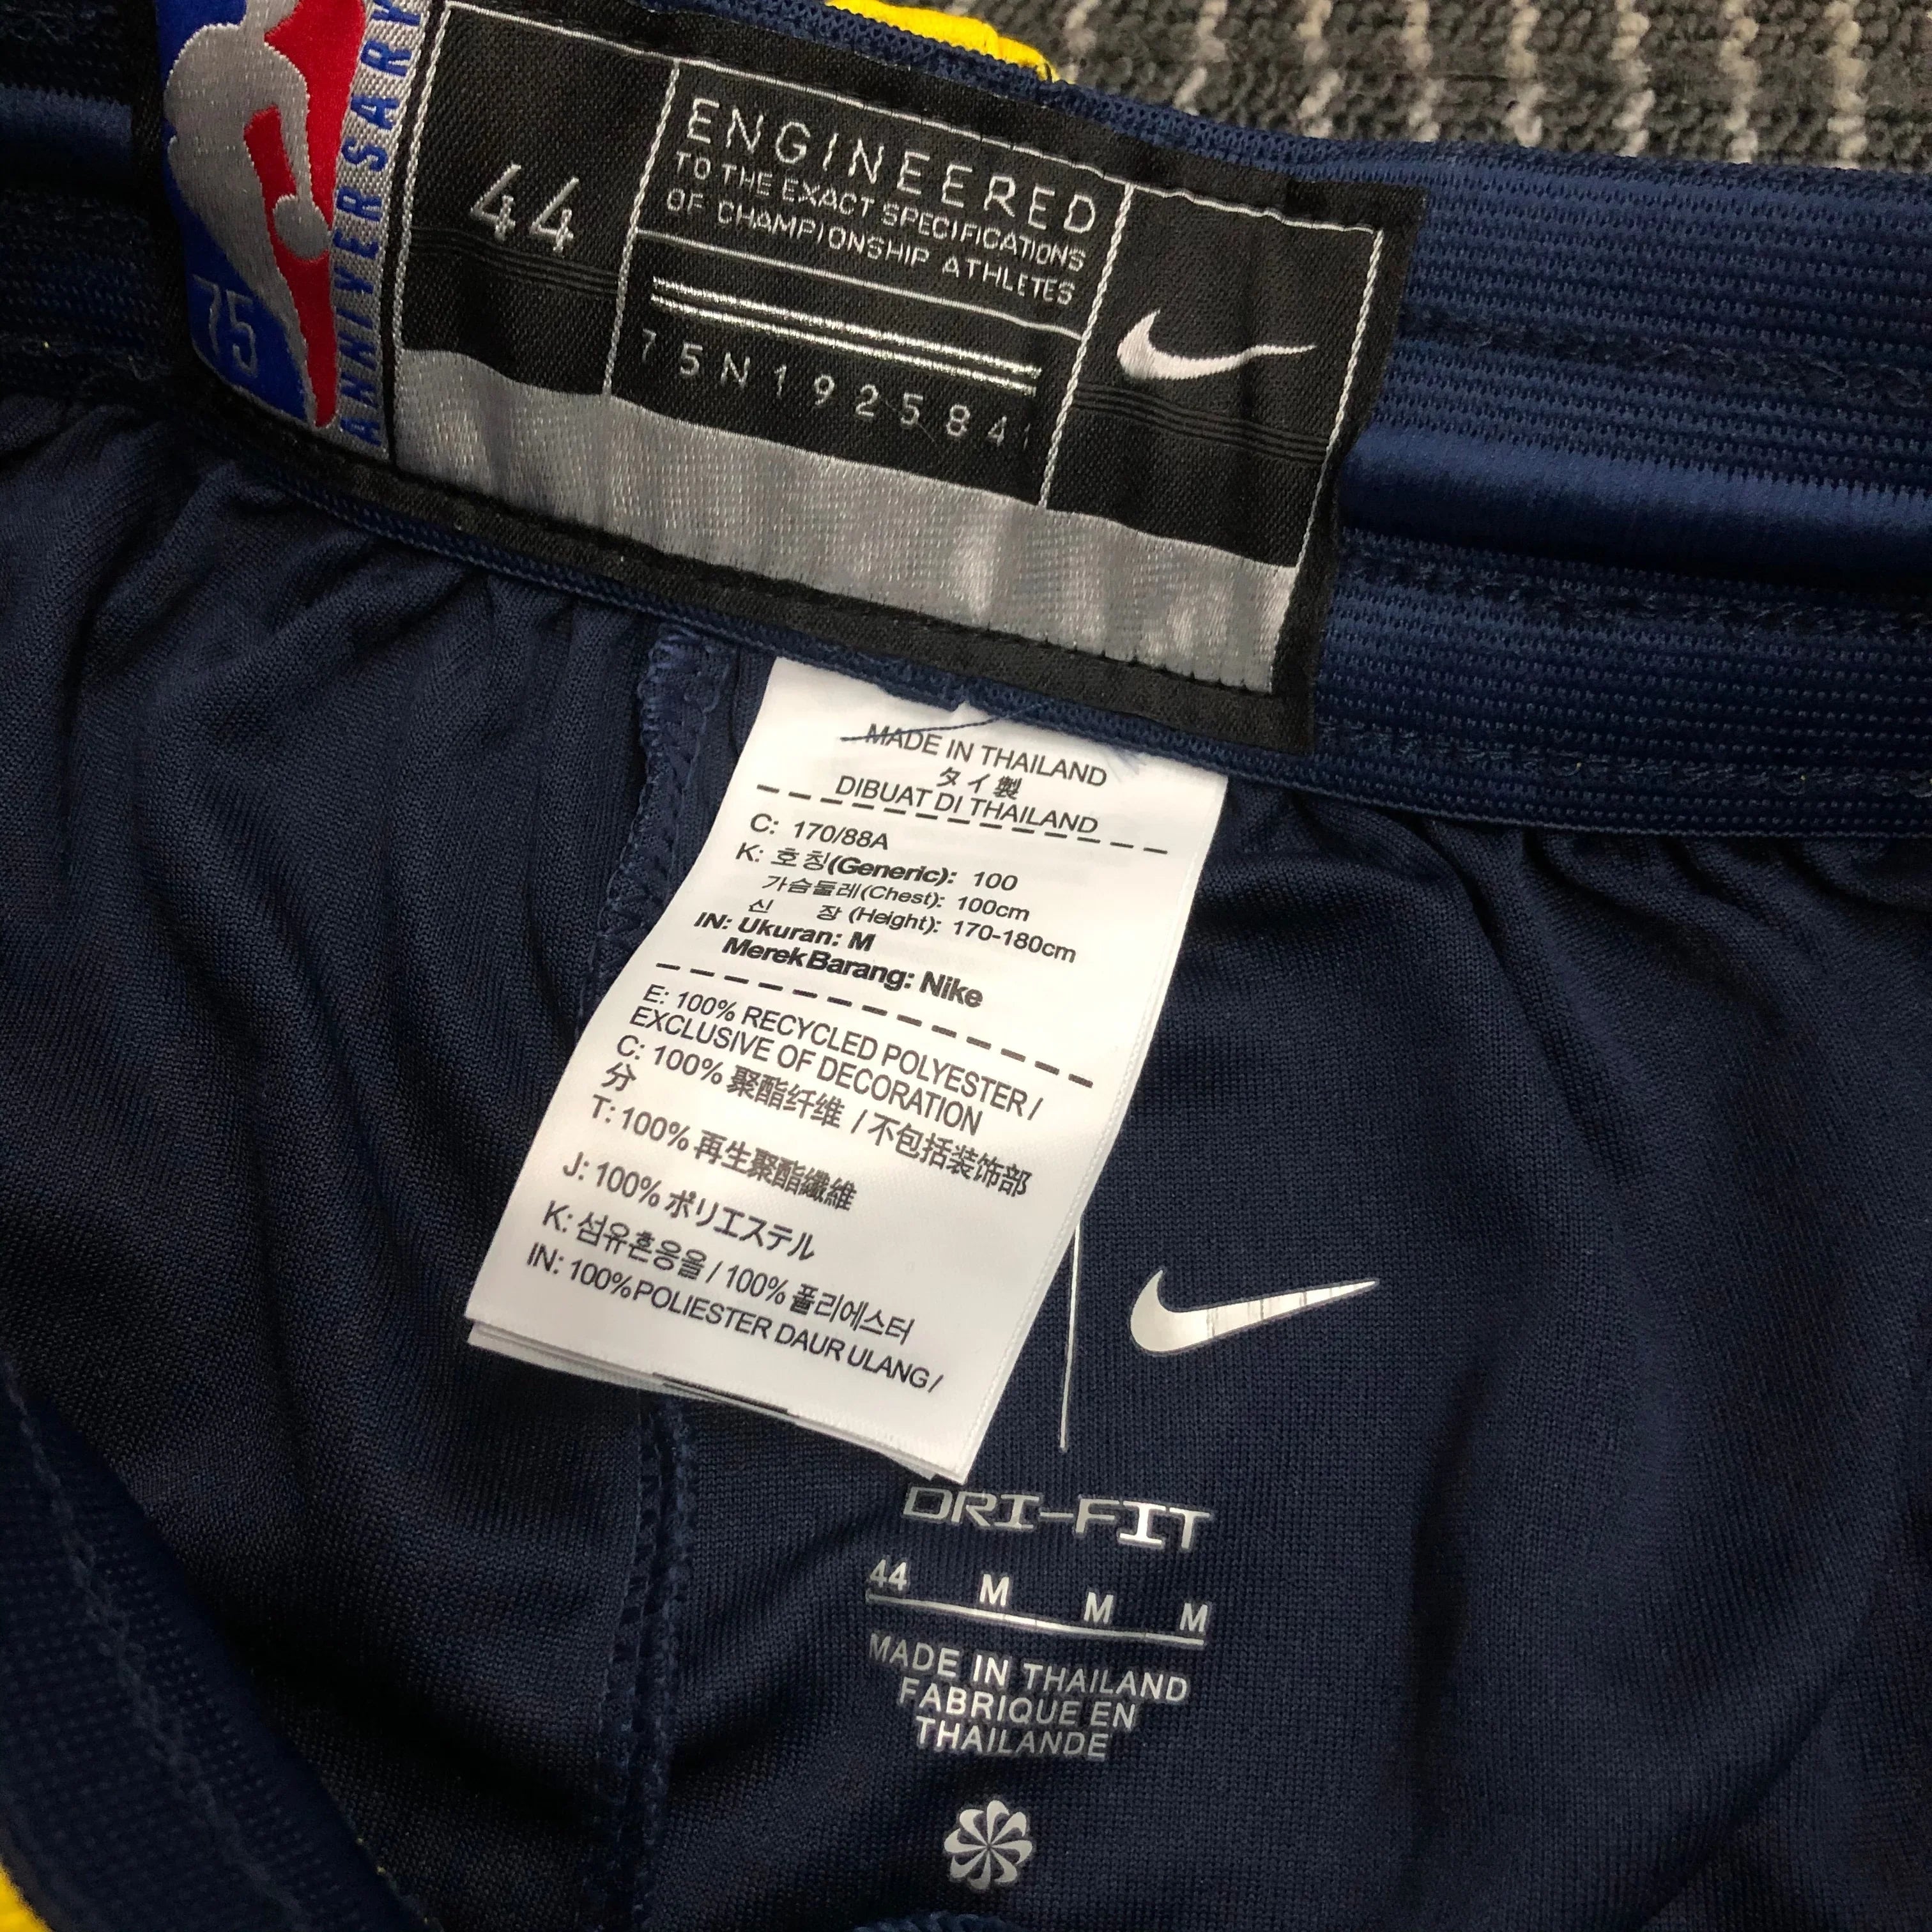 75
ANNIVERSARY
44
ENGINEERED
TO THE EXACT SPECIFICATIONS
OF CHAMPIONSHIP ATHLETES
75N1925841
MADE IN THAILAND
タイ製
DIBUAT DI THAILAND
C: 170/88A
K: 호칭(Generic): 100
가슴둘레(Chest): 100cm
신 장 (Height): 170-180cm
IN: Ukuran: M
Merek Barang: Nike
E: 100% RECYCLED POLYESTER /
EXCLUSIVE OF DECORATION
C: 100% 聚酯纤维 / 不包括装饰部
分
T: 100% 再生聚酯纖維
J: 100% ポリエステル
K: 섬유혼응율 / 100% 폴리에스터
IN: 100% POLIESTER DAUR ULANG /
DRI-FIT
44 M M M
MADE IN THAILAND
FABRIQUE EN
THAILANDE